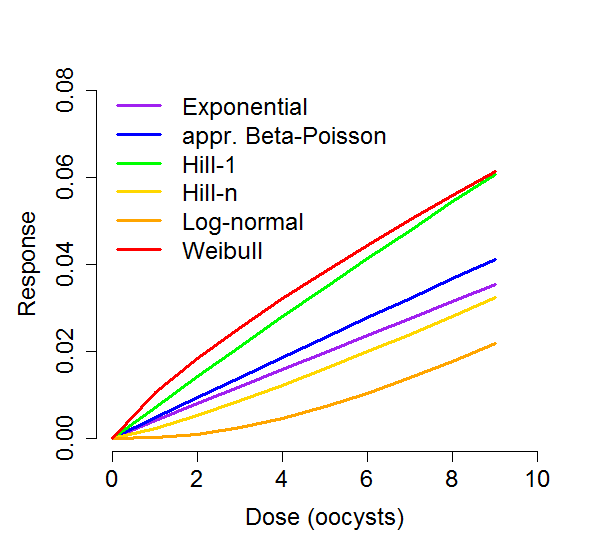 0.08
0.06
0.04
0.02
0.00
Response
Exponential
appr. Beta-Poisson
Hill-1
Hill-n
Log-normal
Weibull
0 2 4 6 8 10
Dose (oocysts)